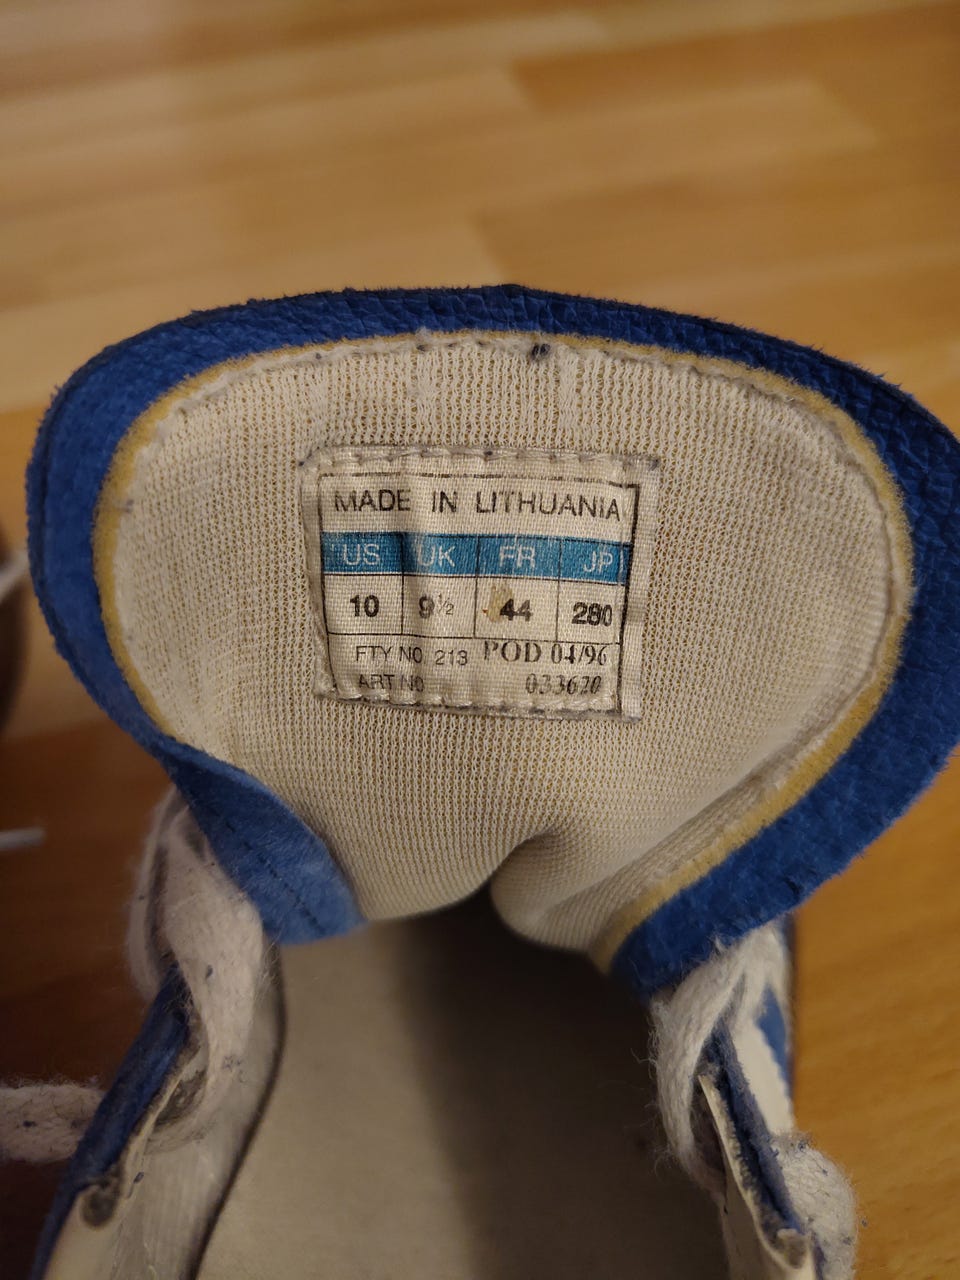 MADE IN LITHUANIA
US UK FR JP
10 9½ 44 280
FTY NO 213 POD 04/96
ART NO 033620